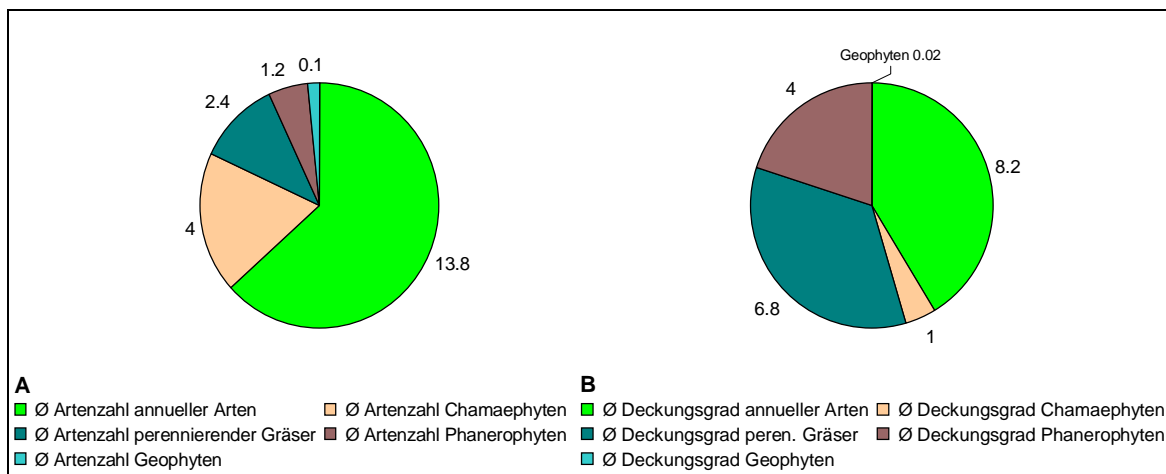 1.2 0.1
2.4
4
13.8
A
Ø Artenzahl annueller Arten Ø Artenzahl Chamaephyten
Ø Artenzahl perennierender Gräser Ø Artenzahl Phanerophyten
Ø Artenzahl Geophyten
Geophyten 0.02
4
8.2
6.8
1
B
Ø Deckungsgrad annueller Arten Ø Deckungsgrad Chamaephyten
Ø Deckungsgrad peren. Gräser Ø Deckungsgrad Phanerophyten
Ø Deckungsgrad Geophyten